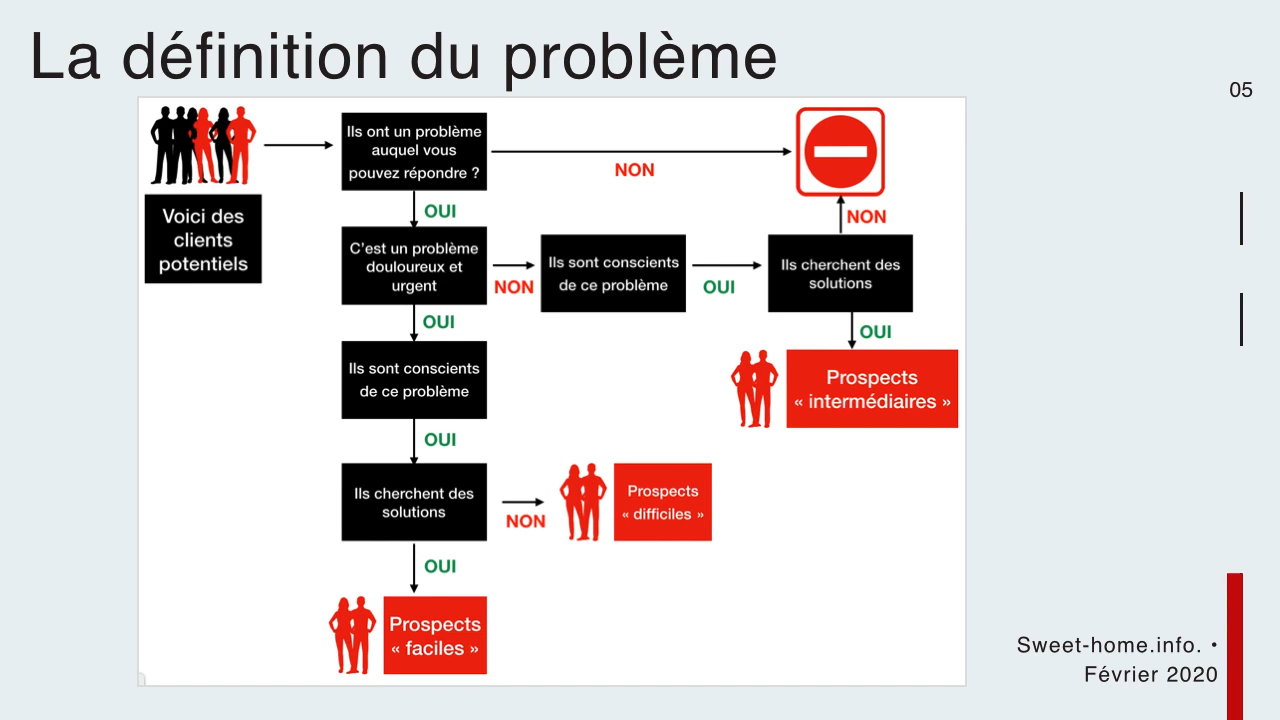 La définition du problème
05
Voici des
clients
potentiels
Ils ont un problème
auquel vous
pouvez répondre ?
NON
OUI
C'est un problème
douloureux et
urgent
NON
Ils sont conscients
de ce problème
OUI
Ils cherchent des
solutions
NON
OUI
Prospects
« intermédiaires »
OUI
Ils sont conscients
de ce problème
OUI
Ils cherchent des
solutions
NON
Prospects
« difficiles »
OUI
Prospects
« faciles »
Sweet-home.info. •
Février 2020